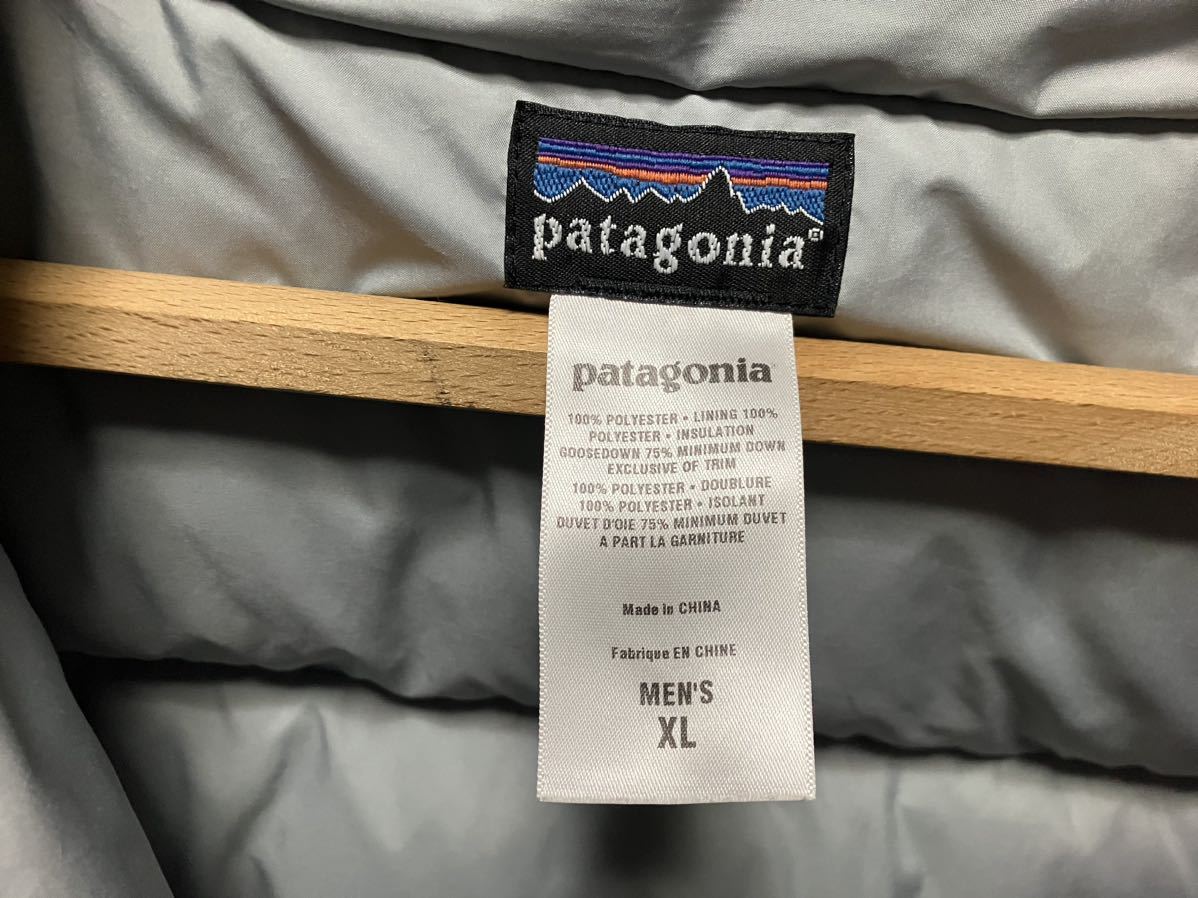 patagonia®
patagonia®
100% POLYESTER • LINING 100%
POLYESTER • INSULATION
GOOSEDOWN 75% MINIMUM DOWN
EXCLUSIVE OF TRIM
100% POLYESTER • DOUBLURE
100% POLYESTER • ISOLANT
DUVET D'OIE 75% MINIMUM DUVET
A PART LA GARNITURE
Made in CHINA
Fabrique EN CHINE
MEN'S
XL